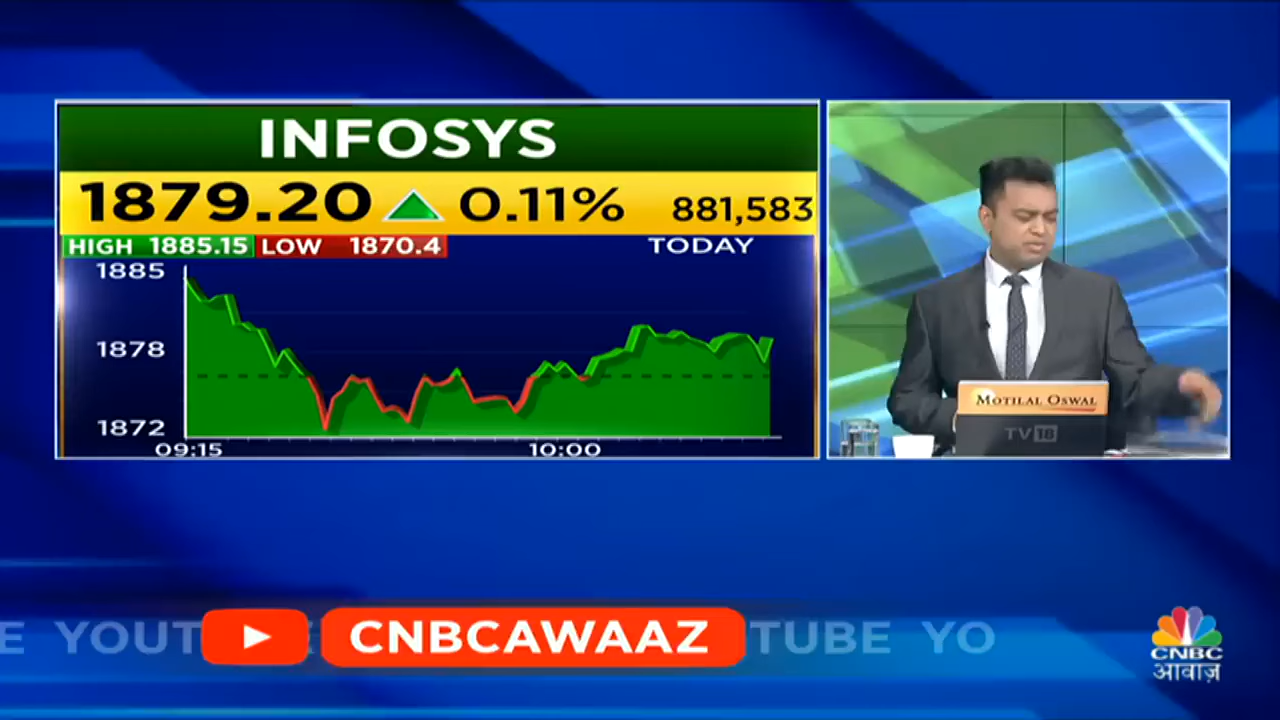 INFOSYS
1879.20 0.11% 881,583
HIGH 1885.15 LOW 1870.4 TODAY
1885
1878
1872
09:15 10:00
MOTILAL OSWAL
TV18
E YOUT CNBCAWAAZ TUBE YO
CNBC
आवाज़